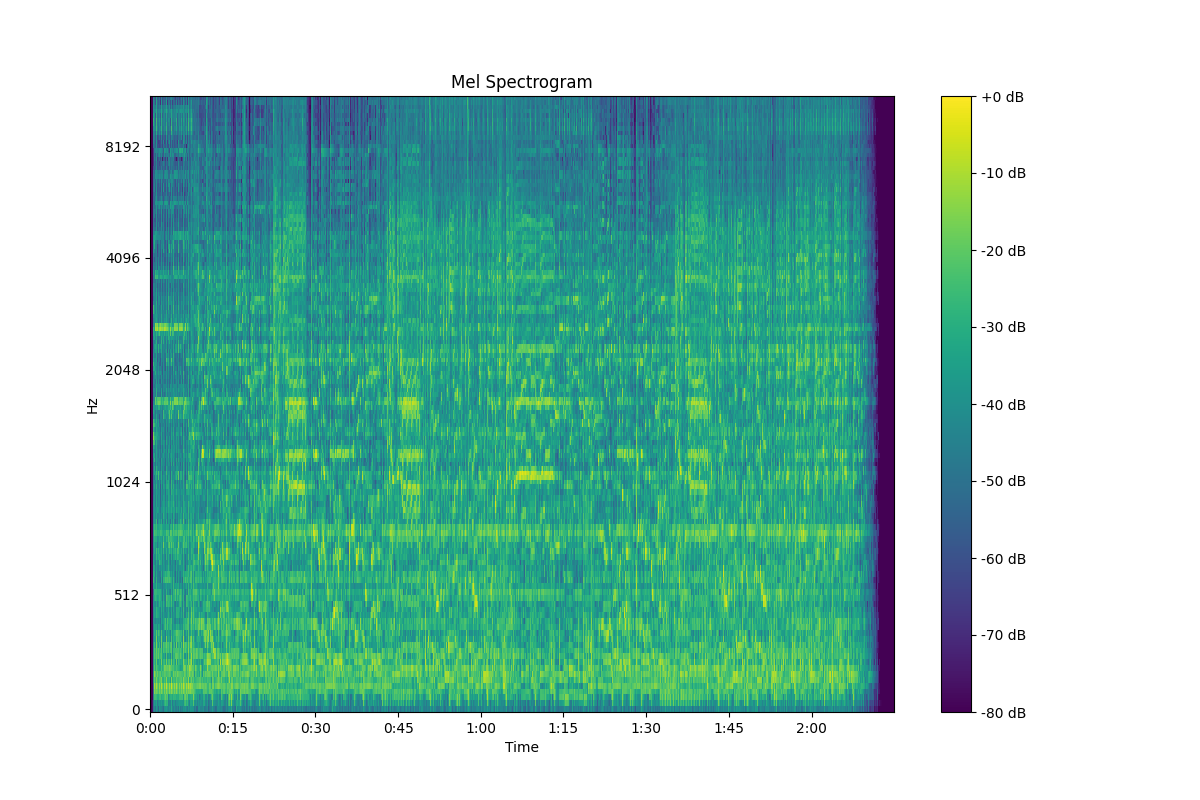 Mel Spectrogram
+0 dB
8192
-10 dB
-20 dB
4096
-30 dB
2048
-40 dB
Hz
1024
-50 dB
-60 dB
512
-70 dB
0
-80 dB
0:00 0:15 0:30 0:45 1:00 1:15 1:30 1:45 2:00
Time